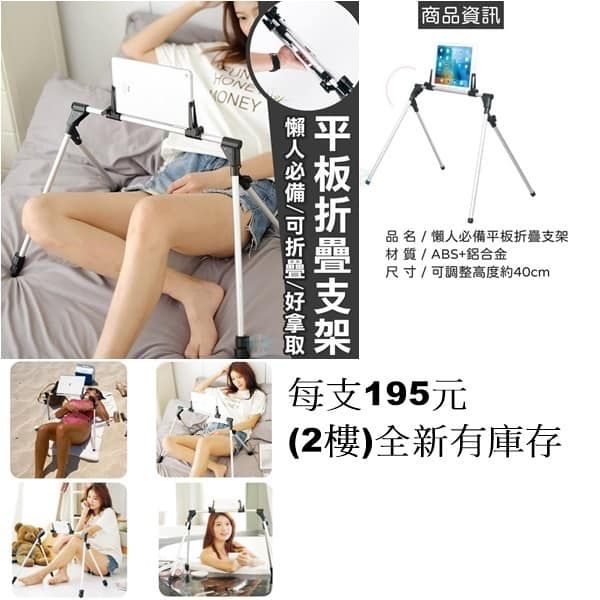 商品資訊
HONEY
MONEY
平板折疊支架
懶人必備/可折疊/好拿取
品 名 / 懶人必備平板折疊支架
材 質 / ABS+鋁合金
尺 寸 / 可調整高度約40cm
每支195元
(2樓)全新有庫存